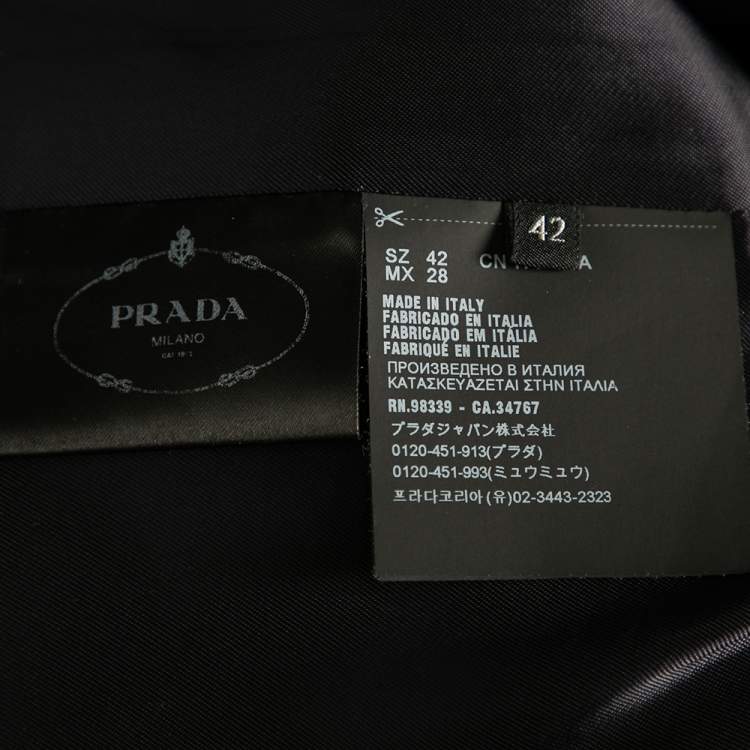 PRADA
MILANO
42
SZ 42
MX 28
CN
MADE IN ITALY
FABRICADO EN ITALIA
FABRICADO EM ITÁLIA
FABRIQUÉ EN ITALIE
ПРОИЗВЕДЕНО В ИТАЛИЯ
ΚΑΤΑΣΚΕΥΑΖΕΤΑΙ ΣΤΗΝ ΙΤΑΛΙΑ
RN.98339 - CA.34767
プラダジャパン株式会社
0120-451-913(プラダ)
0120-451-993(ミュウミュウ)
프라다코리아(유)02-3443-2323